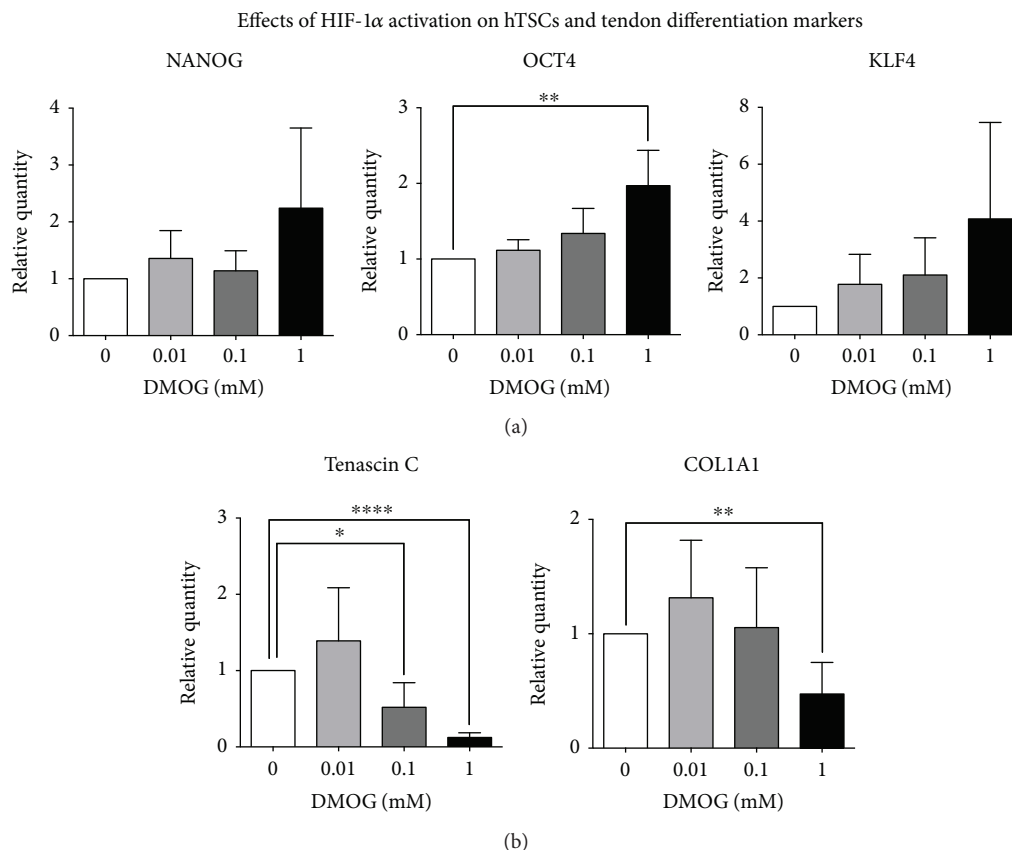 Effects of HIF-1α activation on hTSCs and tendon differentiation markers
NANOG
OCT4
KLF4
Relative quantity
4
3
2
1
0
0 0.01 0.1 1
DMOG (mM)
Relative quantity
3
2
1
0
**
0 0.01 0.1 1
DMOG (mM)
Relative quantity
8
6
4
2
0
0 0.01 0.1 1
DMOG (mM)
(a)
Tenascin C
COL1A1
Relative quantity
3
2
1
0
****
*
0 0.01 0.1 1
DMOG (mM)
Relative quantity
2
1
0
**
0 0.01 0.1 1
DMOG (mM)
(b)